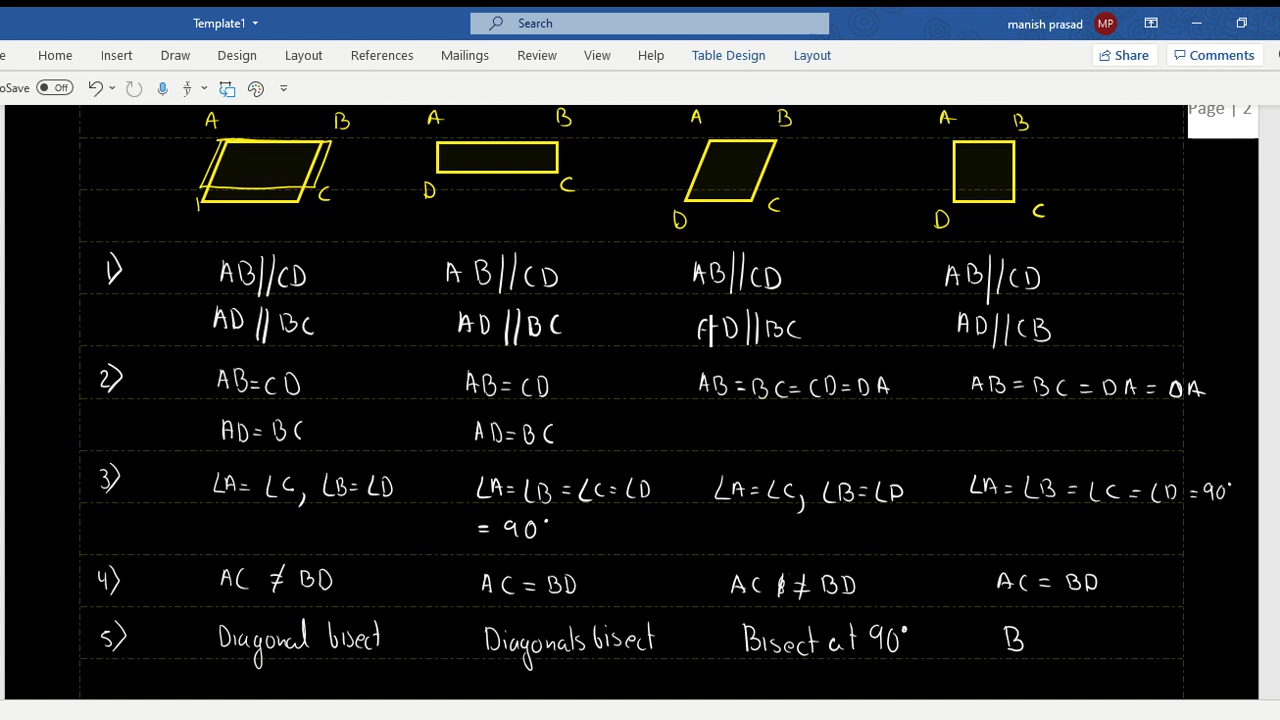 Template1
Search
manish prasad MP
Home Insert Draw Design Layout References Mailings Review View Help Table Design Layout Share Comments
oSave Off
Page | 2
A B A B A B A B
C D C D C D C
1) AB//CD AB//CD AB//CD AB//CD
AD // BC AD // BC AD//BC AD//CB
2) AB=CD AB=CD AB=BC=CD=DA AB=BC=DA=DA
AD=BC AD=BC
3) ∠A=∠C, ∠B=∠D ∠A=∠B=∠C=∠D ∠A=∠C, ∠B=∠D ∠A=∠B=∠C=∠D=90°
= 90°
4) AC ≠ BD AC = BD AC ≠ BD AC = BD
5) Diagonal bisect Diagonals bisect Bisect at 90° B